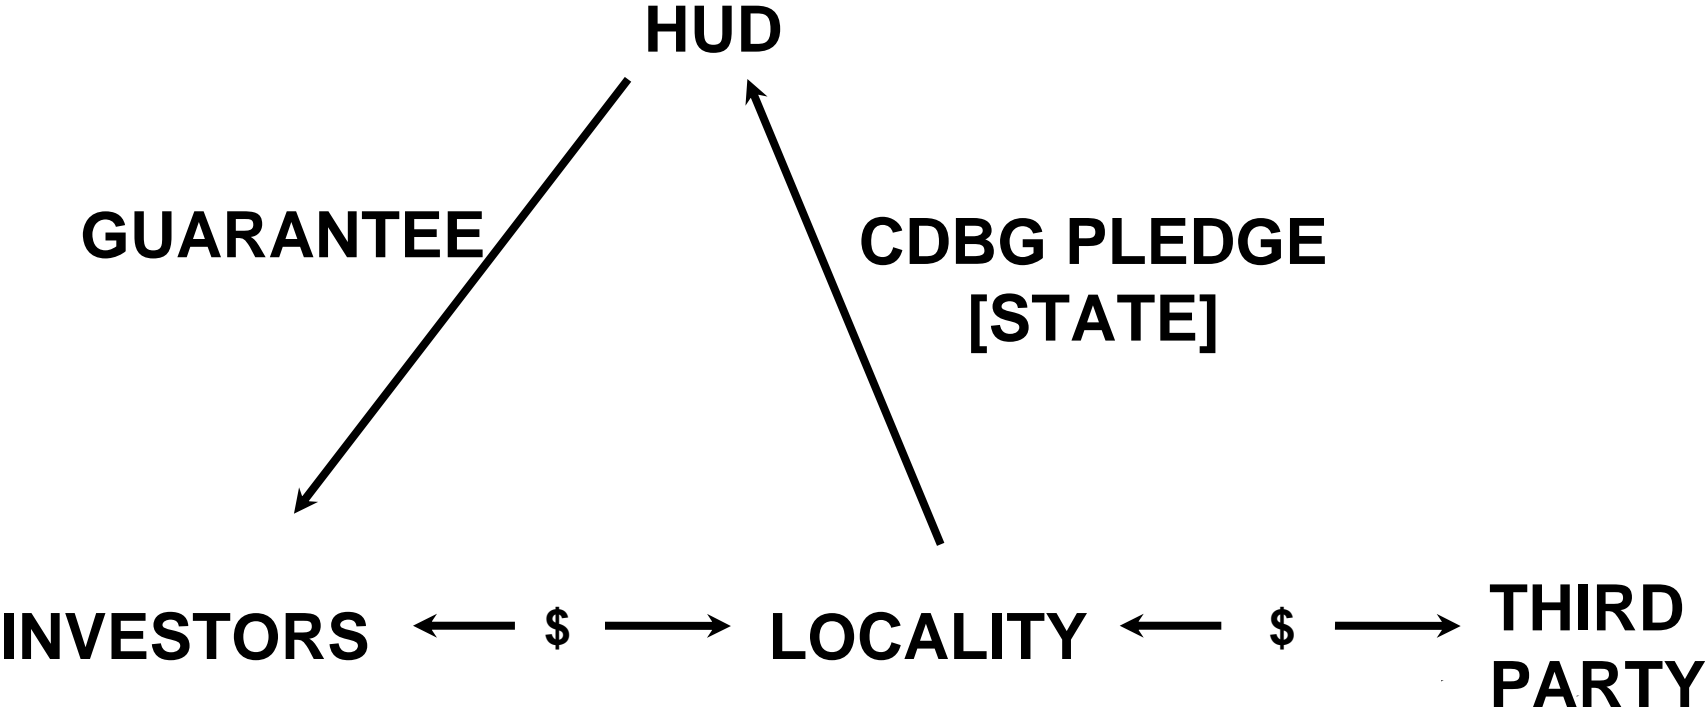 HUD
GUARANTEE
CDBG PLEDGE
[STATE]
INVESTORS
$
LOCALITY
$
THIRD
PARTY